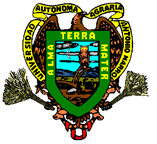 UNIVERSIDAD AUTONOMA AGRARIA ANTONIO NARRO
ALMA TERRA MATER